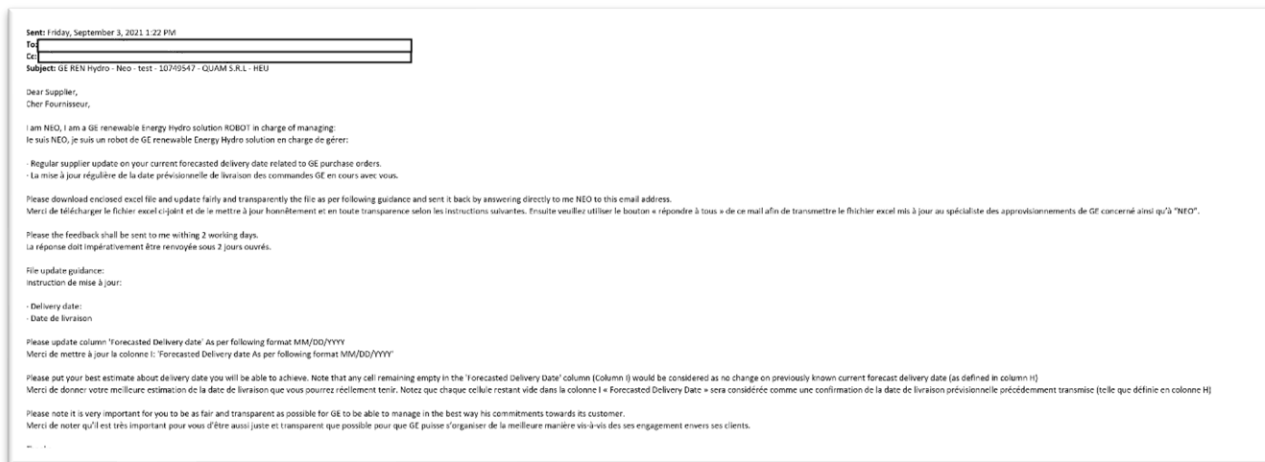 Sent: Friday, September 3, 2021 1:22 PM
To:
Cc:
Subject: GE REN Hydro - Neo - test - 10749547 - QUAM S.R.L - HEU
Dear Supplier,
Cher Fournisseur,
I am NEO, I am a GE renewable Energy Hydro solution ROBOT in charge of managing:
Je suis NEO, je suis un robot de GE renewable Energy Hydro solution en charge de gérer:
- Regular supplier update on your current forecasted delivery date related to GE purchase orders.
- La mise à jour régulière de la date prévisionnelle de livraison des commandes GE en cours avec vous.
Please download enclosed excel file and update fairly and transparently the file as per following guidance and sent it back by answering directly to me NEO to this email address.
Merci de télécharger le fichier excel ci-joint et de le mettre à jour honnêtement et en toute transparence selon les instructions suivantes. Ensuite veuillez utiliser le bouton « répondre à tous » de ce mail afin de transmettre le fhichier excel mis à jour au spécialiste des approvisionnements de GE concerné ainsi qu'à "NEO".
Please the feedback shall be sent to me withing 2 working days.
La réponse doit impérativement être renvoyée sous 2 jours ouvrés.
File update guidance:
Instruction de mise à jour:
- Delivery date:
- Date de livraison
Please update column 'Forecasted Delivery date' As per following format MM/DD/YYYY
Merci de mettre à jour la colonne I: 'Forecasted Delivery date As per following format MM/DD/YYYY'
Please put your best estimate about delivery date you will be able to achieve. Note that any cell remaining empty in the 'Forecasted Delivery Date' column (Column I) would be considered as no change on previously known current forecast delivery date (as defined in column H)
Merci de donner votre meilleure estimation de la date de livraison que vous pourrez réellement tenir. Notez que chaque cellule restant vide dans la colonne I « Forecasted Delivery Date » sera considérée comme une confirmation de la date de livraison prévisionnelle précédemment transmise (telle que définie en colonne H)
Please note it is very important for you to be as fair and transparent as possible for GE to be able to manage in the best way his commitments towards its customer.
Merci de noter qu'il est très important pour vous d'être aussi juste et transparent que possible pour que GE puisse s'organiser de la meilleure manière vis-à-vis des ses engagement envers ses clients.